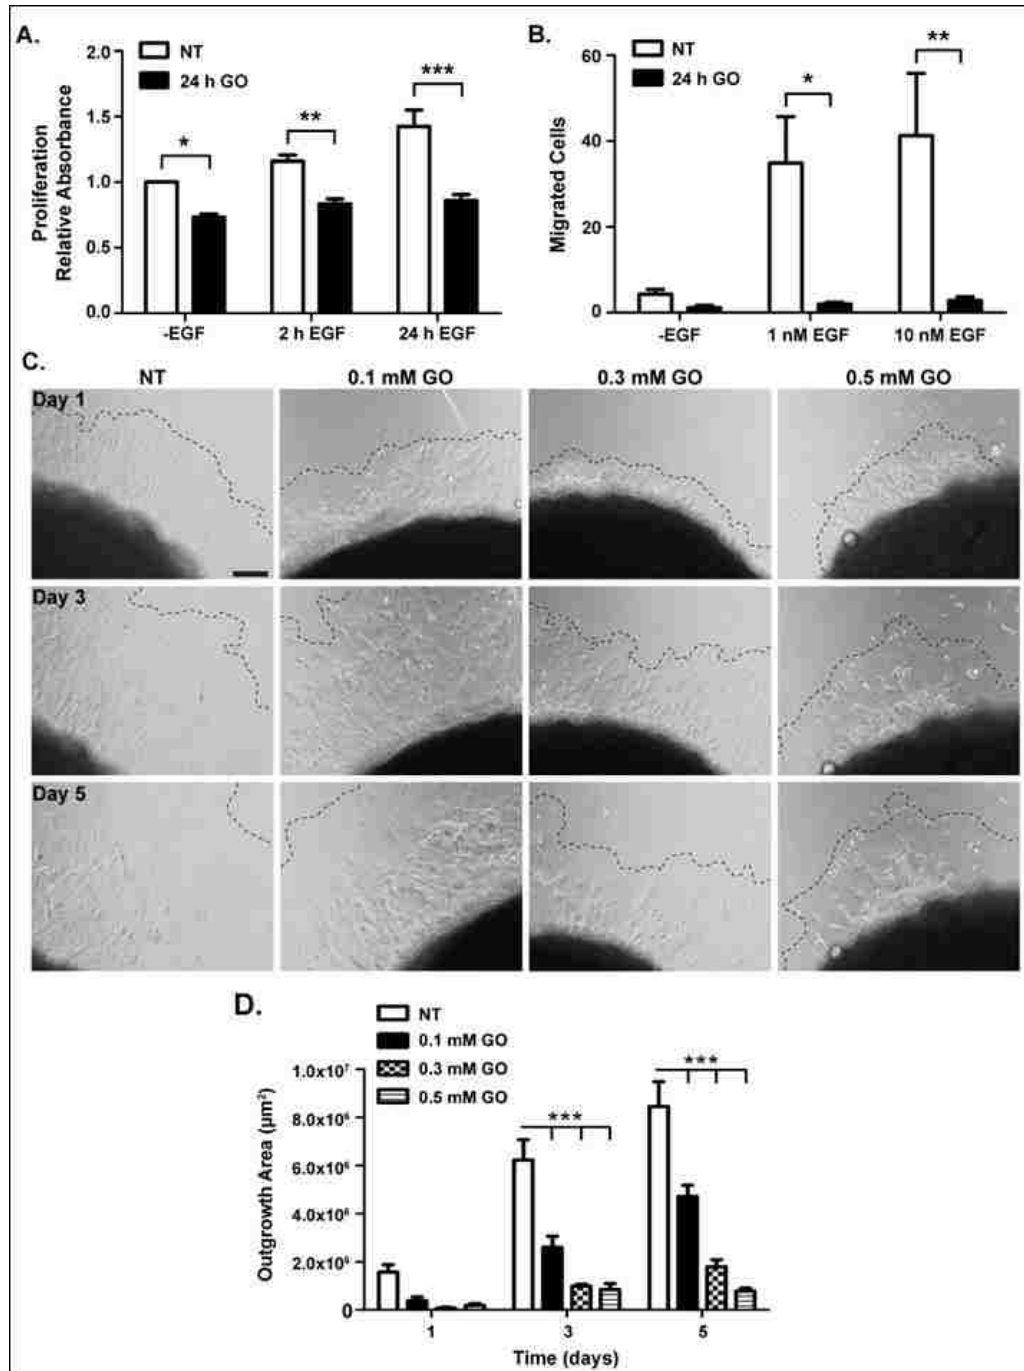 A.
NT
24 h GO
Proliferation
Relative Absorbance
2.0
1.5
1.0
0.5
0.0
*
**
***
-EGF 2 h EGF 24 h EGF
B.
NT
24 h GO
Migrated Cells
60
40
20
0
*
**
-EGF 1 nM EGF 10 nM EGF
C.
NT 0.1 mM GO 0.3 mM GO 0.5 mM GO
Day 1
Day 3
Day 5
D.
NT
0.1 mM GO
0.3 mM GO
0.5 mM GO
Outgrowth Area (µm²)
1.0x10⁷
8.0x10⁶
6.0x10⁶
4.0x10⁶
2.0x10⁶
0
***
***
1 3 5
Time (days)